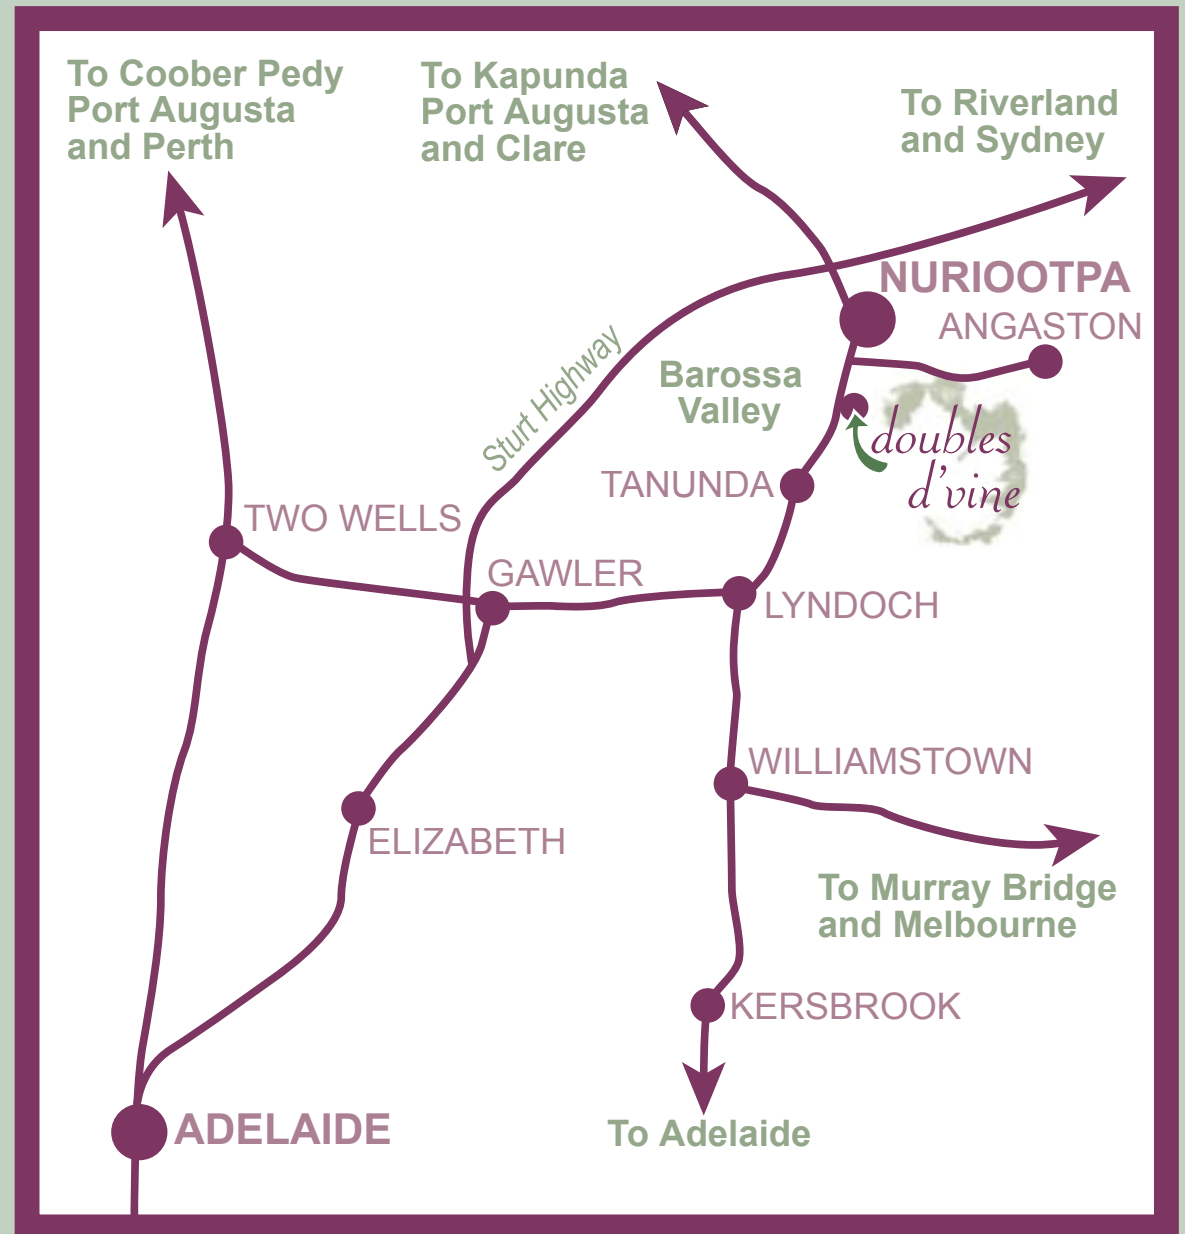 To Coober Pedy
Port Augusta
and Perth
To Kapunda
Port Augusta
and Clare
To Riverland
and Sydney
NURIOOTPA
ANGASTON
Sturt Highway
Barossa
Valley
doubles
d'vine
TANUNDA
TWO WELLS
GAWLER
LYNDOCH
WILLIAMSTOWN
ELIZABETH
To Murray Bridge
and Melbourne
KERSBROOK
ADELAIDE
To Adelaide